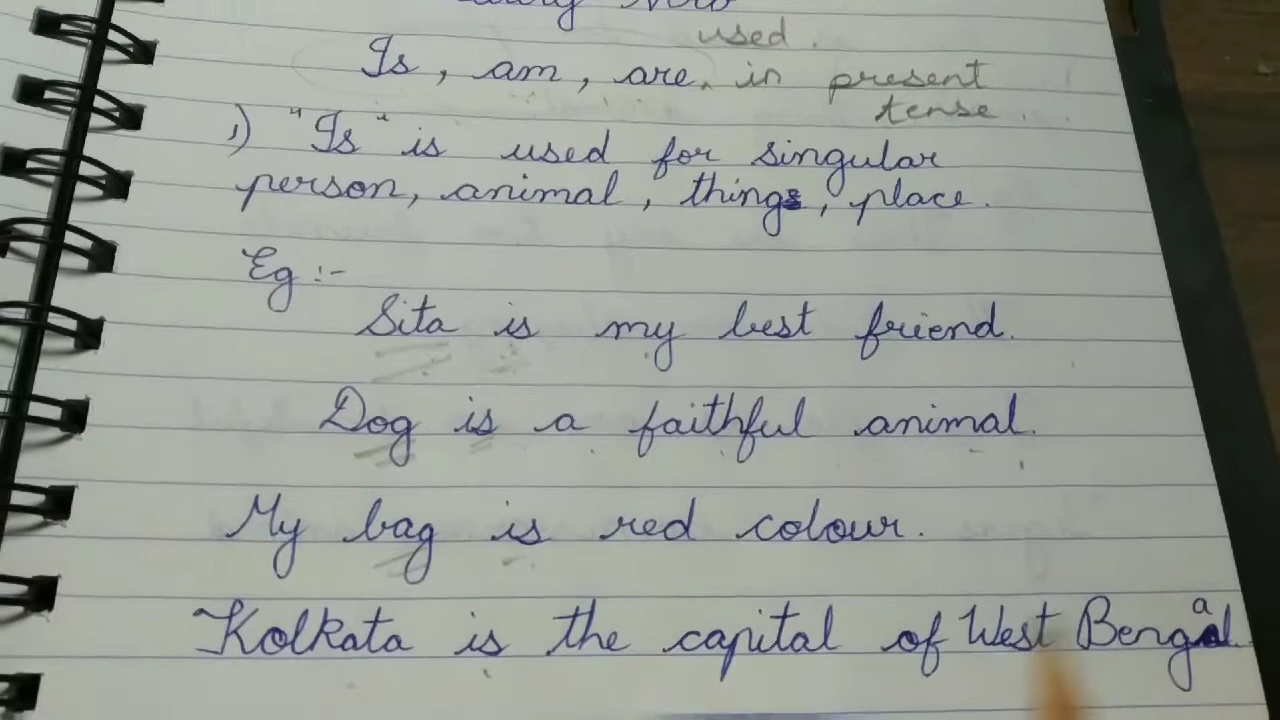 used.
Is, am, are. in present
tense.
1) "Is" is used for singular
person, animal, things, place.
Eg :-
Sita is my best friend.
Dog is a faithful animal.
My bag is red colour.
Kolkata is the capital of West Bengal.